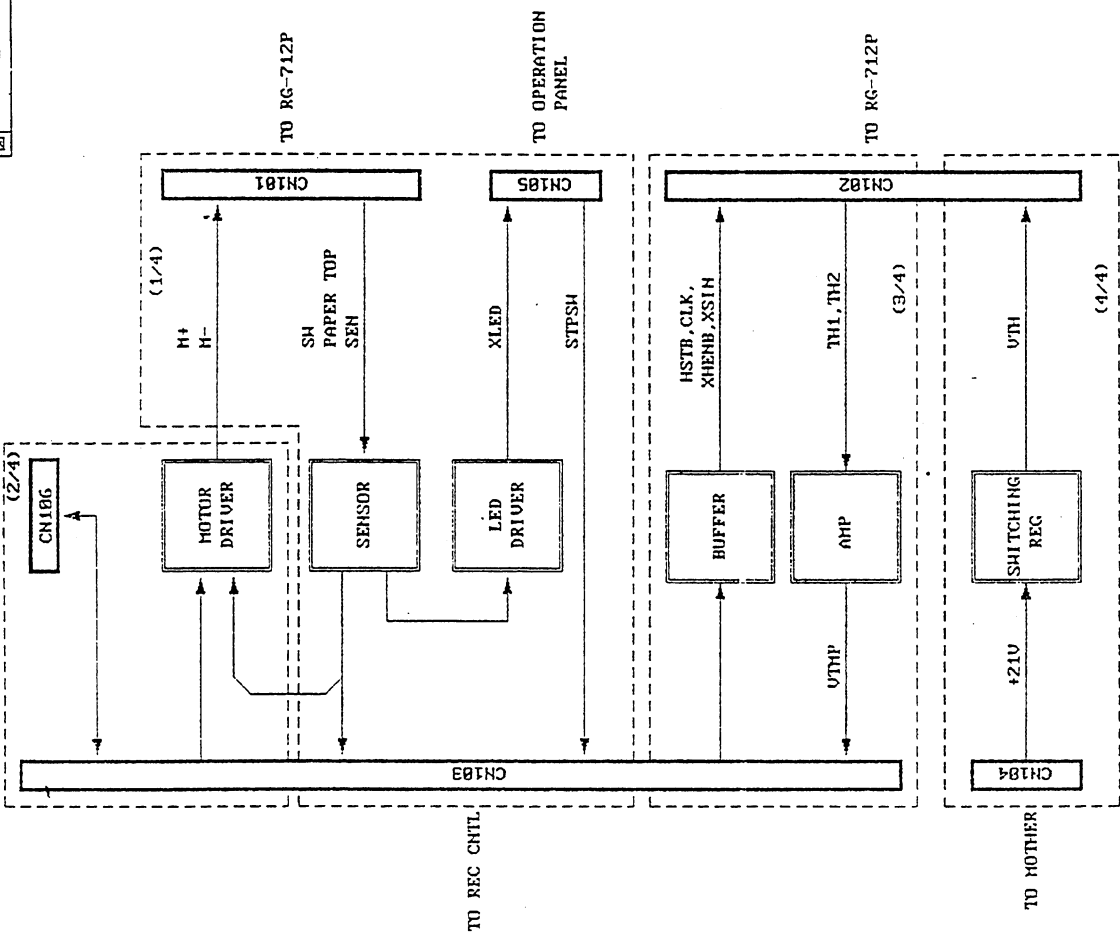 図
TO RG-712P
TO OPERATION
PANEL
TO RG-712P
CN101
CN105
CN102
(1/4)
M+
M-
SW
PAPER TOP
SEN
XLED
STPSW
HSTB,CLK,
XHENB,XSIN
TH1,TH2
(3/4)
VTH
(4/4)
(2/4)
CN106
MOTOR
DRIVER
SENSOR
LED
DRIVER
BUFFER
AMP
SWITCHING
REG
VTMP
+21V
CN103
CN104
TO REC CNTL
TO MOTHER